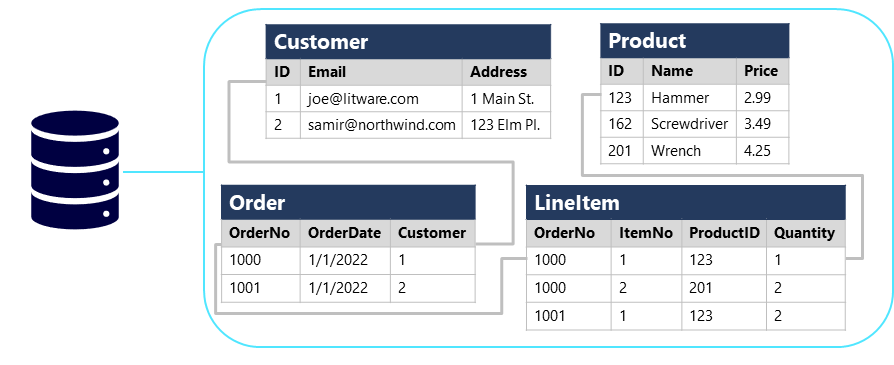 Customer
ID Email Address
1 joe@litware.com 1 Main St.
2 samir@northwind.com 123 Elm Pl.
Product
ID Name Price
123 Hammer 2.99
162 Screwdriver 3.49
201 Wrench 4.25
Order
OrderNo OrderDate Customer
1000 1/1/2022 1
1001 1/1/2022 2
LineItem
OrderNo ItemNo ProductID Quantity
1000 1 123 1
1000 2 201 2
1001 1 123 2